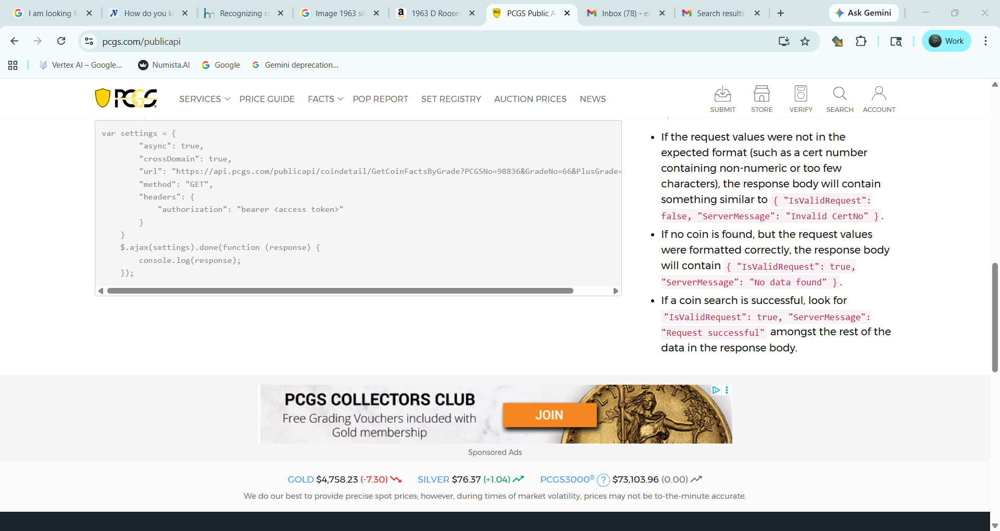 I am looking fo
How do you k
Recognizing c
Image 1963 sil
1963 D Roosev
PCGS Public A
Inbox (78) - er
Search results
Ask Gemini
pcgs.com/publicapi
Work
Vertex AI – Google...
Numista.AI
Google
Gemini deprecation...
PCGS
SERVICES
PRICE GUIDE
FACTS
POP REPORT
SET REGISTRY
AUCTION PRICES
NEWS
SUBMIT
STORE
VERIFY
SEARCH
ACCOUNT
var settings = {
"async": true,
"crossDomain": true,
"url": "https://api.pcgs.com/publicapi/coindetail/GetCoinFactsByGrade?PCGSNo=98836&GradeNo=66&PlusGrade=
"method": "GET",
"headers": {
"authorization": "bearer <access token>"
}
}
$.ajax(settings).done(function (response) {
console.log(response);
});
• If the request values were not in the
expected format (such as a cert number
containing non-numeric or too few
characters), the response body will contain
something similar to { "IsValidRequest":
false, "ServerMessage": "Invalid CertNo" }.
• If no coin is found, but the request values
were formatted correctly, the response body
will contain { "IsValidRequest": true,
"ServerMessage": "No data found" }.
• If a coin search is successful, look for
"IsValidRequest": true, "ServerMessage":
"Request successful" amongst the rest of the
data in the response body.
PCGS COLLECTORS CLUB
Free Grading Vouchers included with
Gold membership
JOIN
LIBERTY
Sponsored Ads
GOLD $4,758.23 (-7.30)
SILVER $76.37 (+1.04)
PCGS3000® ? $73,103.96 (0.00)
We do our best to provide precise spot prices; however, during times of market volatility, prices may not be to-the-minute accurate.